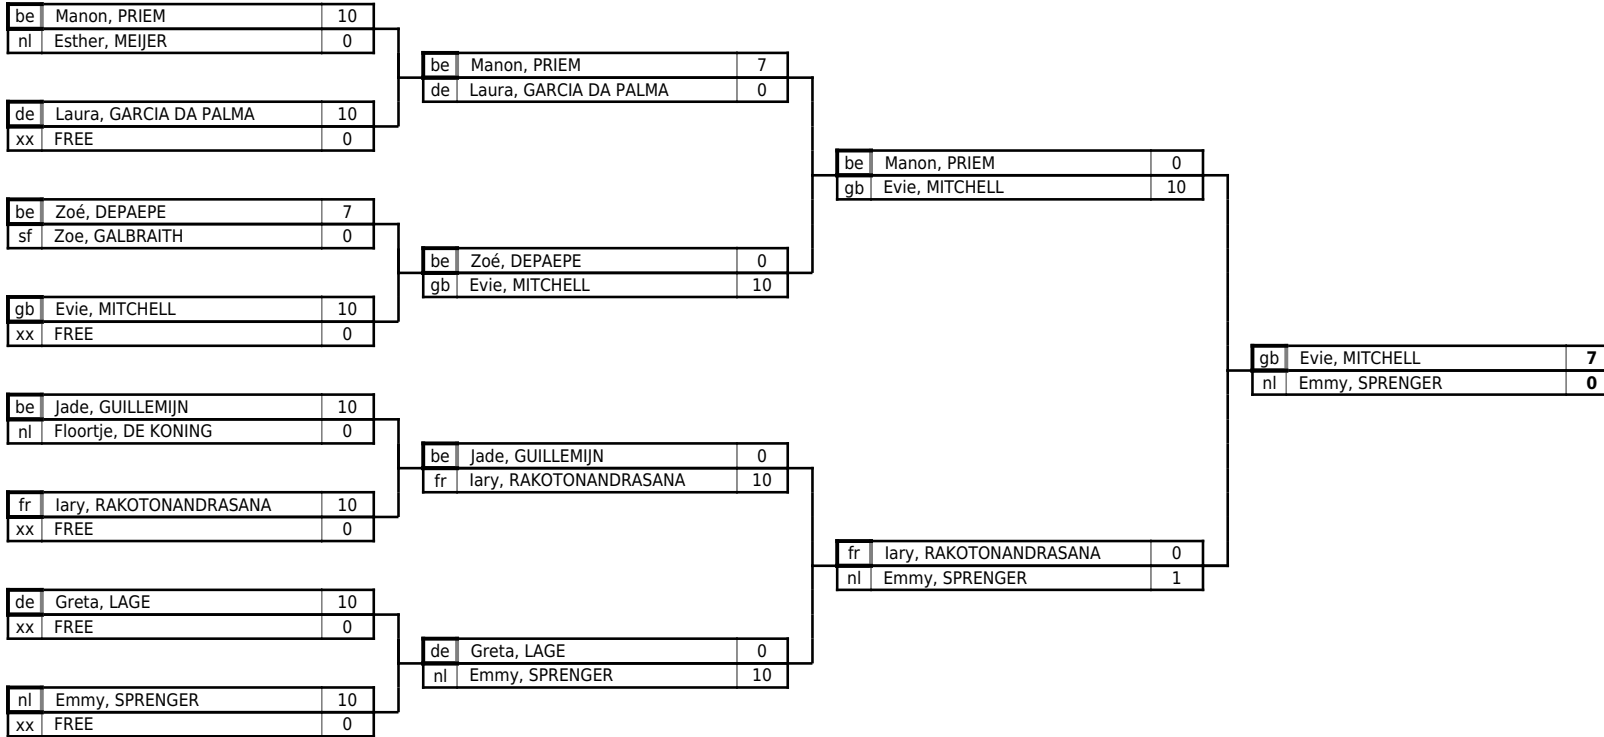 be Manon, PRIEM 10
nl Esther, MEIJER 0
de Laura, GARCIA DA PALMA 10
xx FREE 0
be Zoé, DEPAEPE 7
sf Zoe, GALBRAITH 0
gb Evie, MITCHELL 10
xx FREE 0
be Jade, GUILLEMIJN 10
nl Floortje, DE KONING 0
fr Iary, RAKOTONANDRASANA 10
xx FREE 0
de Greta, LAGE 10
xx FREE 0
nl Emmy, SPRENGER 10
xx FREE 0
be Manon, PRIEM 7
de Laura, GARCIA DA PALMA 0
be Zoé, DEPAEPE 0
gb Evie, MITCHELL 10
be Jade, GUILLEMIJN 0
fr Iary, RAKOTONANDRASANA 10
de Greta, LAGE 0
nl Emmy, SPRENGER 10
be Manon, PRIEM 0
gb Evie, MITCHELL 10
fr Iary, RAKOTONANDRASANA 0
nl Emmy, SPRENGER 1
gb Evie, MITCHELL 7
nl Emmy, SPRENGER 0